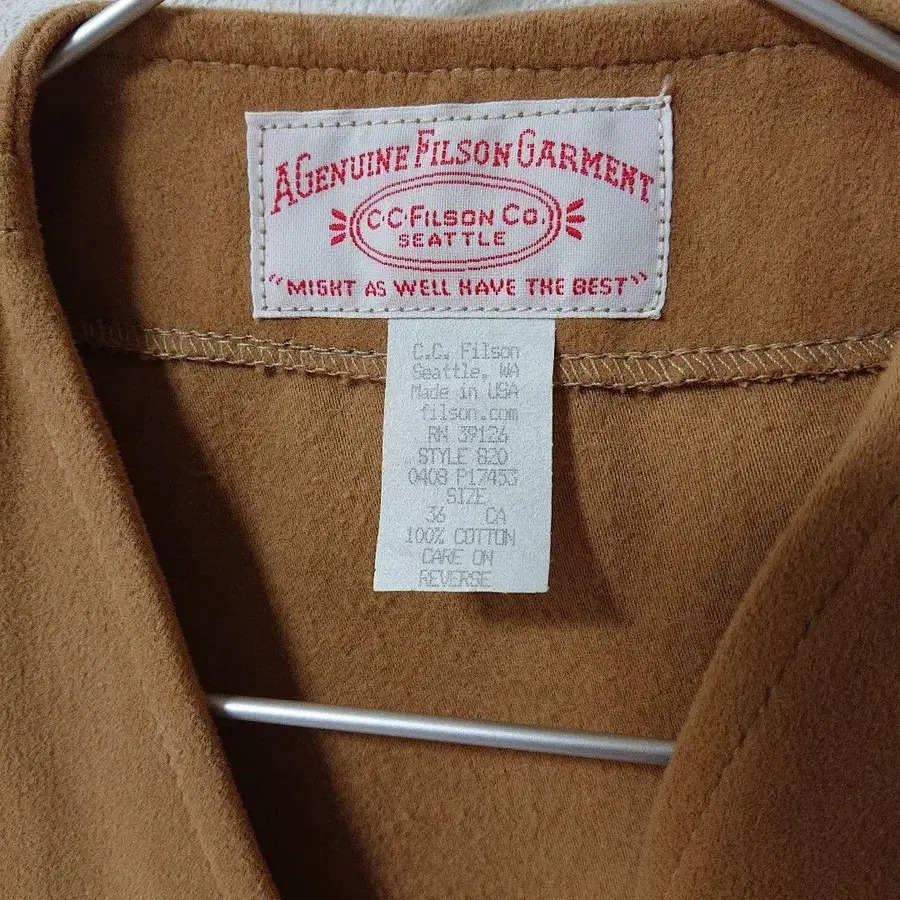 A GENUINE FILSON GARMENT
C·C·FILSON CO.
SEATTLE
"MIGHT AS WELL HAVE THE BEST"
C.C. Filson
Seattle, WA
Made in USA
filson.com
RN 39126
STYLE 820
0408 P17453
SIZE
36 CA
100% COTTON
CARE ON
REVERSE